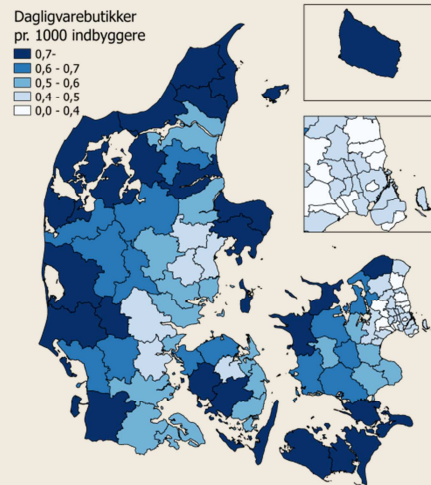 Dagligvarebutikker
pr. 1000 indbyggere
0,7-
0,6 - 0,7
0,5 - 0,6
0,4 - 0,5
0,0 - 0,4